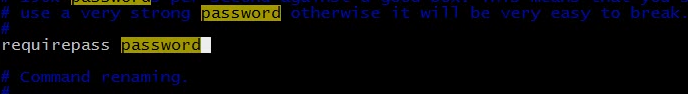 # use a very strong password otherwise it will be very easy to break.
#
requirepass password
# Command renaming.
#